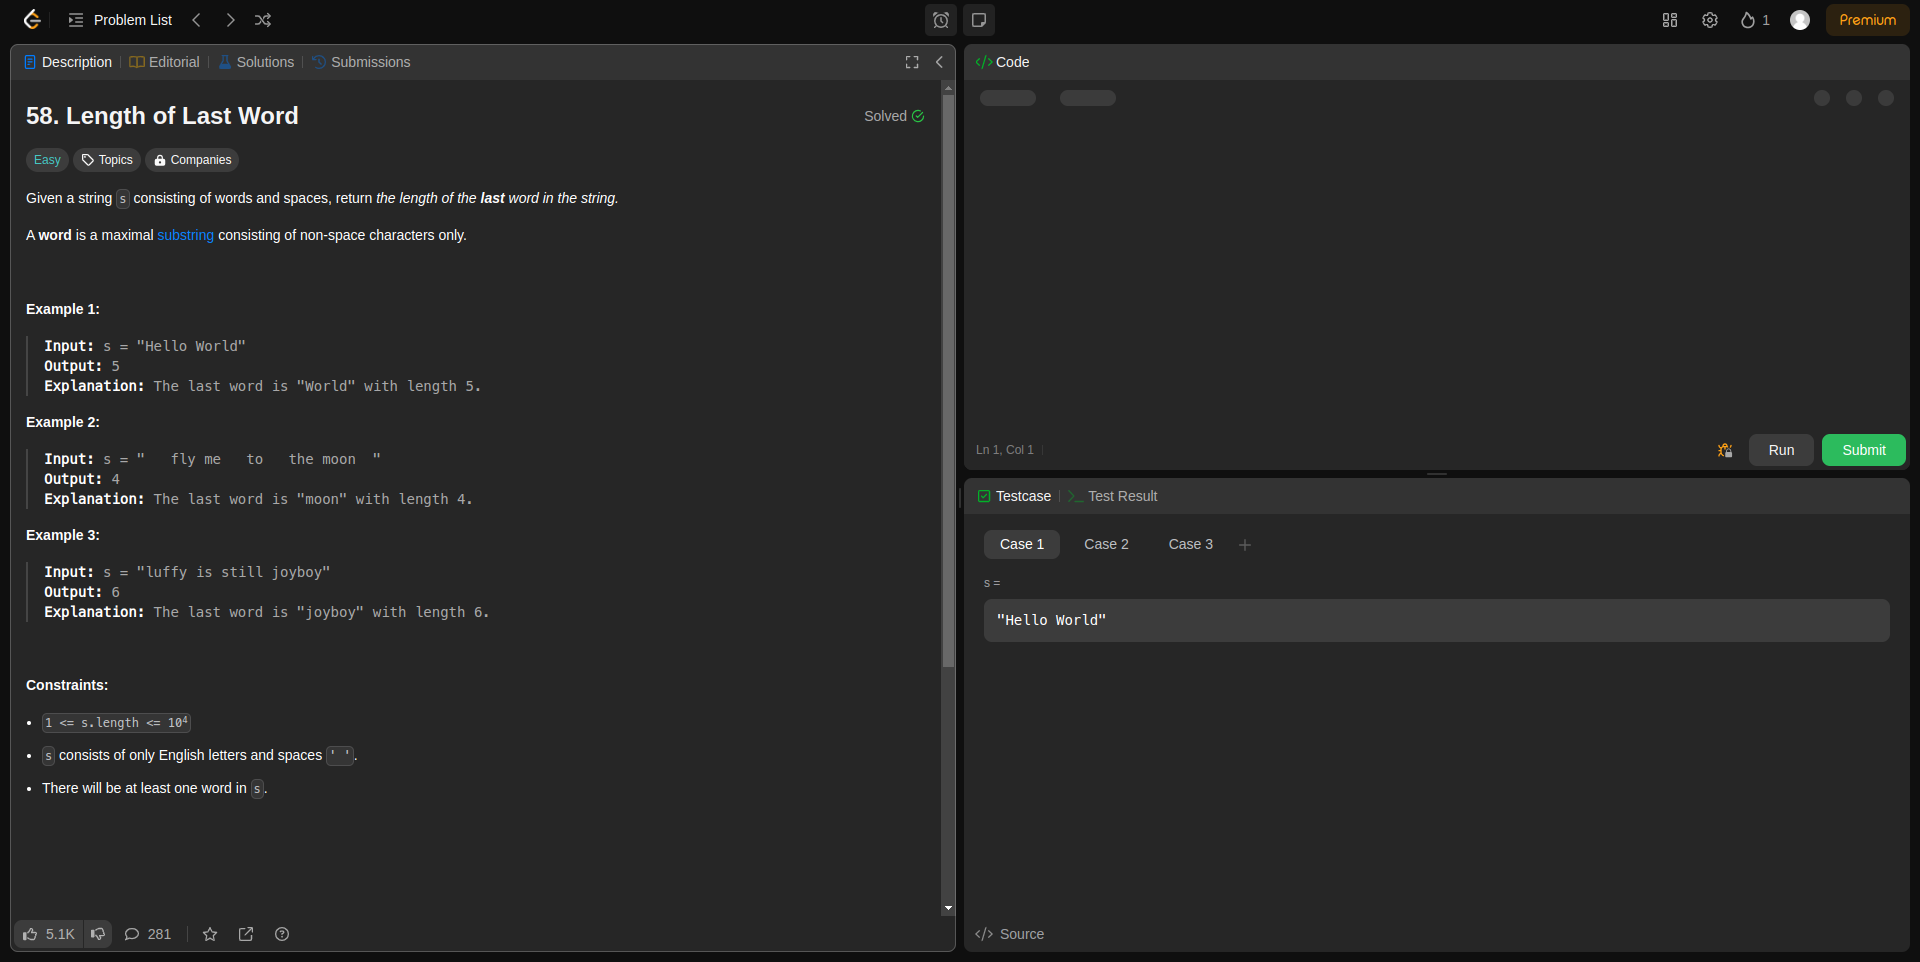 Problem List
1
Premium
Description
Editorial
Solutions
Submissions
58. Length of Last Word
Solved
Easy
Topics
Companies
Given a string s consisting of words and spaces, return the length of the last word in the string.
A word is a maximal substring consisting of non-space characters only.
Example 1:
Input: s = "Hello World"
Output: 5
Explanation: The last word is "World" with length 5.
Example 2:
Input: s = "   fly me   to   the moon  "
Output: 4
Explanation: The last word is "moon" with length 4.
Example 3:
Input: s = "luffy is still joyboy"
Output: 6
Explanation: The last word is "joyboy" with length 6.
Constraints:
• 1 <= s.length <= 10⁴
• s consists of only English letters and spaces ' '.
• There will be at least one word in s.
5.1K
281
</> Code
Ln 1, Col 1
Run
Submit
Testcase
Test Result
Case 1
Case 2
Case 3
+
s =
"Hello World"
</> Source